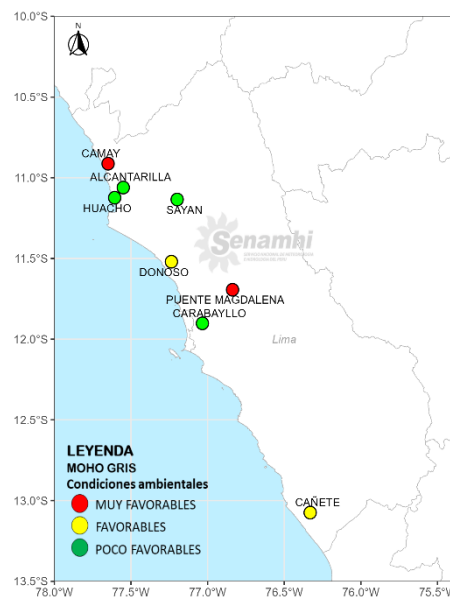 10.0°S
N
10.5°S
CAMAY
11.0°S
ALCANTARILLA
HUACHO
SAYAN
Senamhi
11.5°S
DONOSO
PUENTE MAGDALENA
CARABAYLLO
12.0°S
Lima
12.5°S
LEYENDA
MOHO GRIS
Condiciones ambientales
MUY FAVORABLES
FAVORABLES
POCO FAVORABLES
CAÑETE
13.0°S
13.5°S
78.0°W 77.5°W 77.0°W 76.5°W 76.0°W 75.5°W